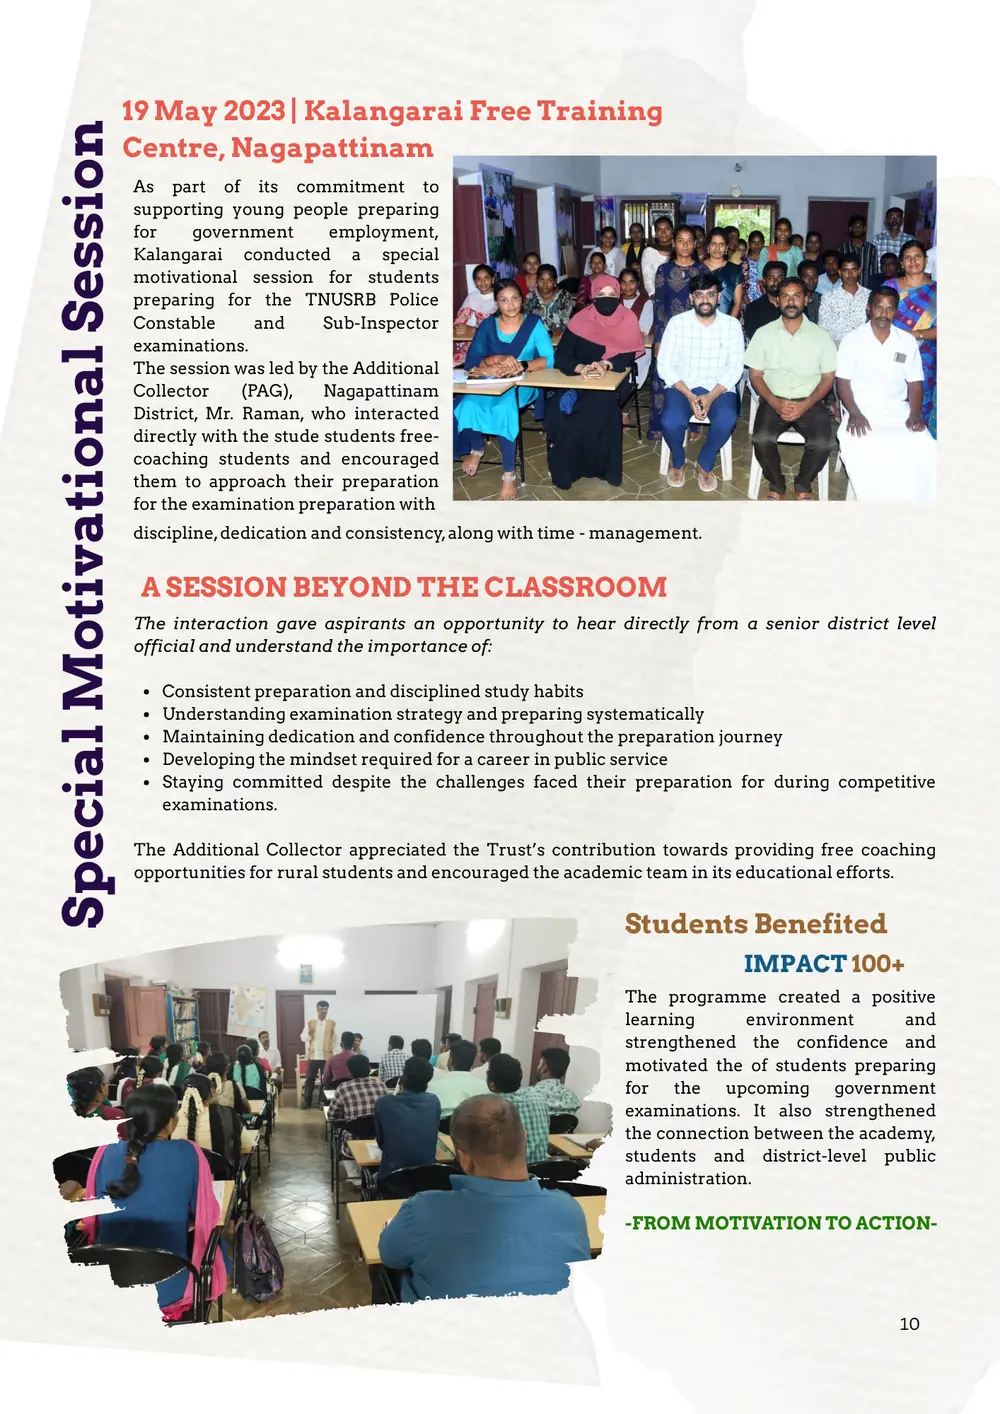 Special Motivational Session
19 May 2023| Kalangarai Free Training
Centre, Nagapattinam
As part of its commitment to
supporting young people preparing
for government employment,
Kalangarai conducted a special
motivational session for students
preparing for the TNUSRB Police
Constable and Sub-Inspector
examinations.
The session was led by the Additional
Collector (PAG), Nagapattinam
District, Mr. Raman, who interacted
directly with the stude students free-
coaching students and encouraged
them to approach their preparation
for the examination preparation with
discipline, dedication and consistency, along with time - management.
A SESSION BEYOND THE CLASSROOM
The interaction gave aspirants an opportunity to hear directly from a senior district level
official and understand the importance of:
• Consistent preparation and disciplined study habits
• Understanding examination strategy and preparing systematically
• Maintaining dedication and confidence throughout the preparation journey
• Developing the mindset required for a career in public service
• Staying committed despite the challenges faced their preparation for during competitive
examinations.
The Additional Collector appreciated the Trust's contribution towards providing free coaching
opportunities for rural students and encouraged the academic team in its educational efforts.
Students Benefited
IMPACT 100+
The programme created a positive
learning environment and
strengthened the confidence and
motivated the of students preparing
for the upcoming government
examinations. It also strengthened
the connection between the academy,
students and district-level public
administration.
-FROM MOTIVATION TO ACTION-
10